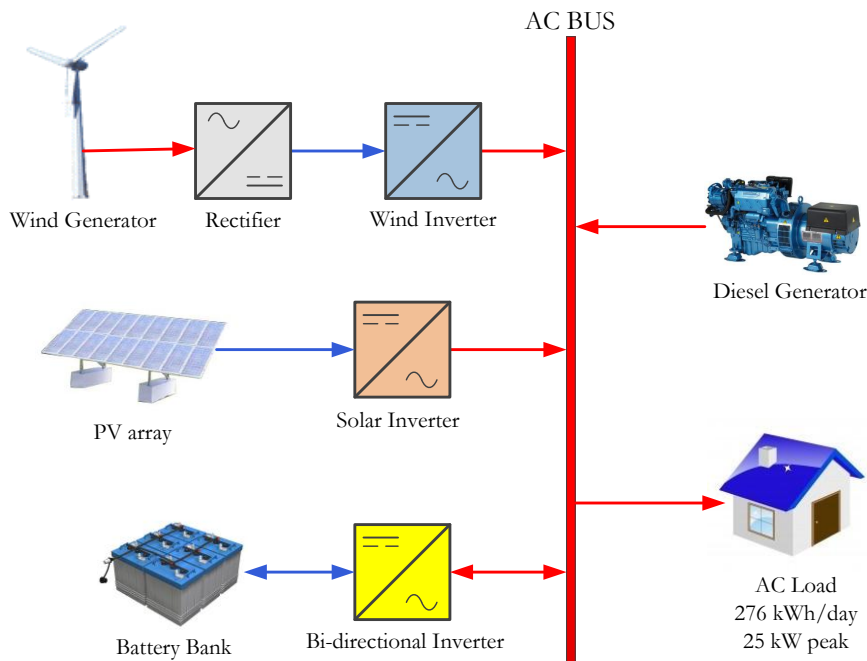 AC BUS
Wind Generator
Rectifier
Wind Inverter
Diesel Generator
PV array
Solar Inverter
Battery Bank
Bi-directional Inverter
AC Load
276 kWh/day
25 kW peak